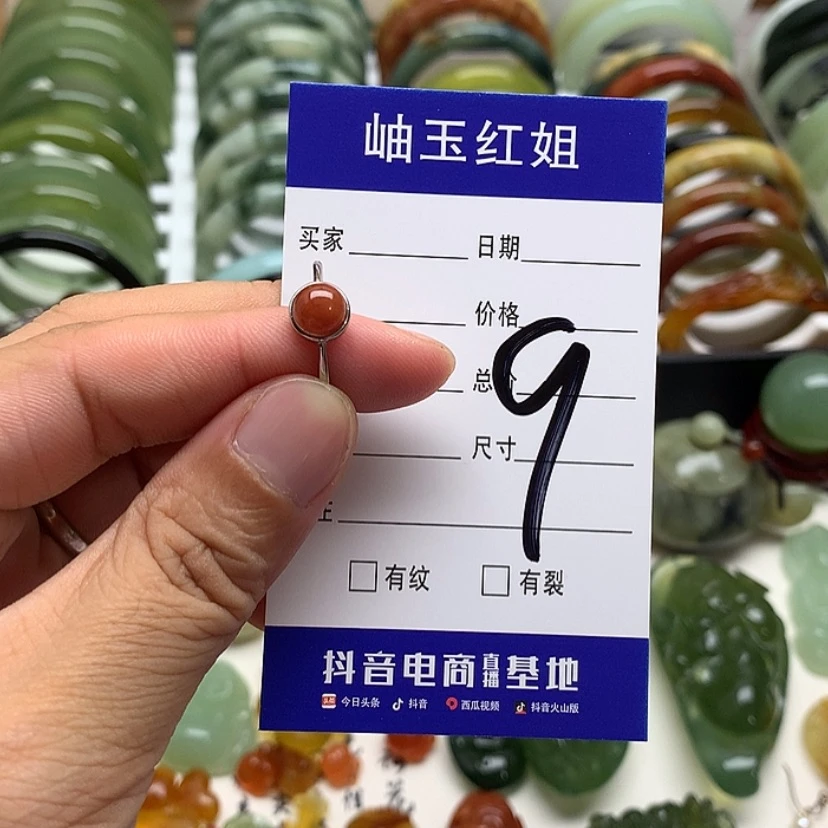 岫玉红姐
买家 日期
价格
总价
尺寸
9
有纹 有裂
抖音电商直播基地
今日头条 抖音 西瓜视频 抖音火山版